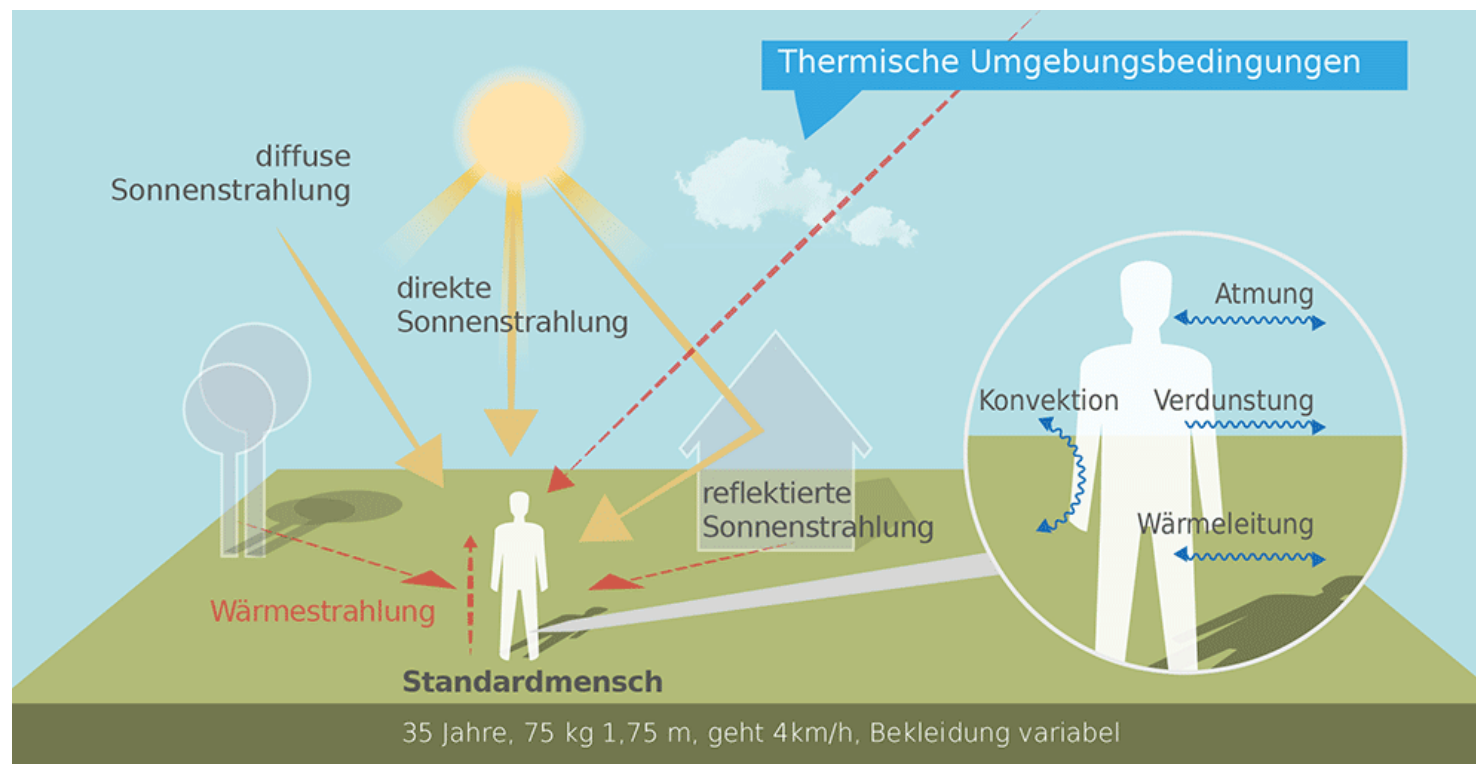 Thermische Umgebungsbedingungen
diffuse
Sonnenstrahlung
direkte
Sonnenstrahlung
Atmung
Konvektion
Verdunstung
reflektierte
Sonnenstrahlung
Wärmeleitung
Wärmestrahlung
Standardmensch
35 Jahre, 75 kg 1,75 m, geht 4km/h, Bekleidung variabel